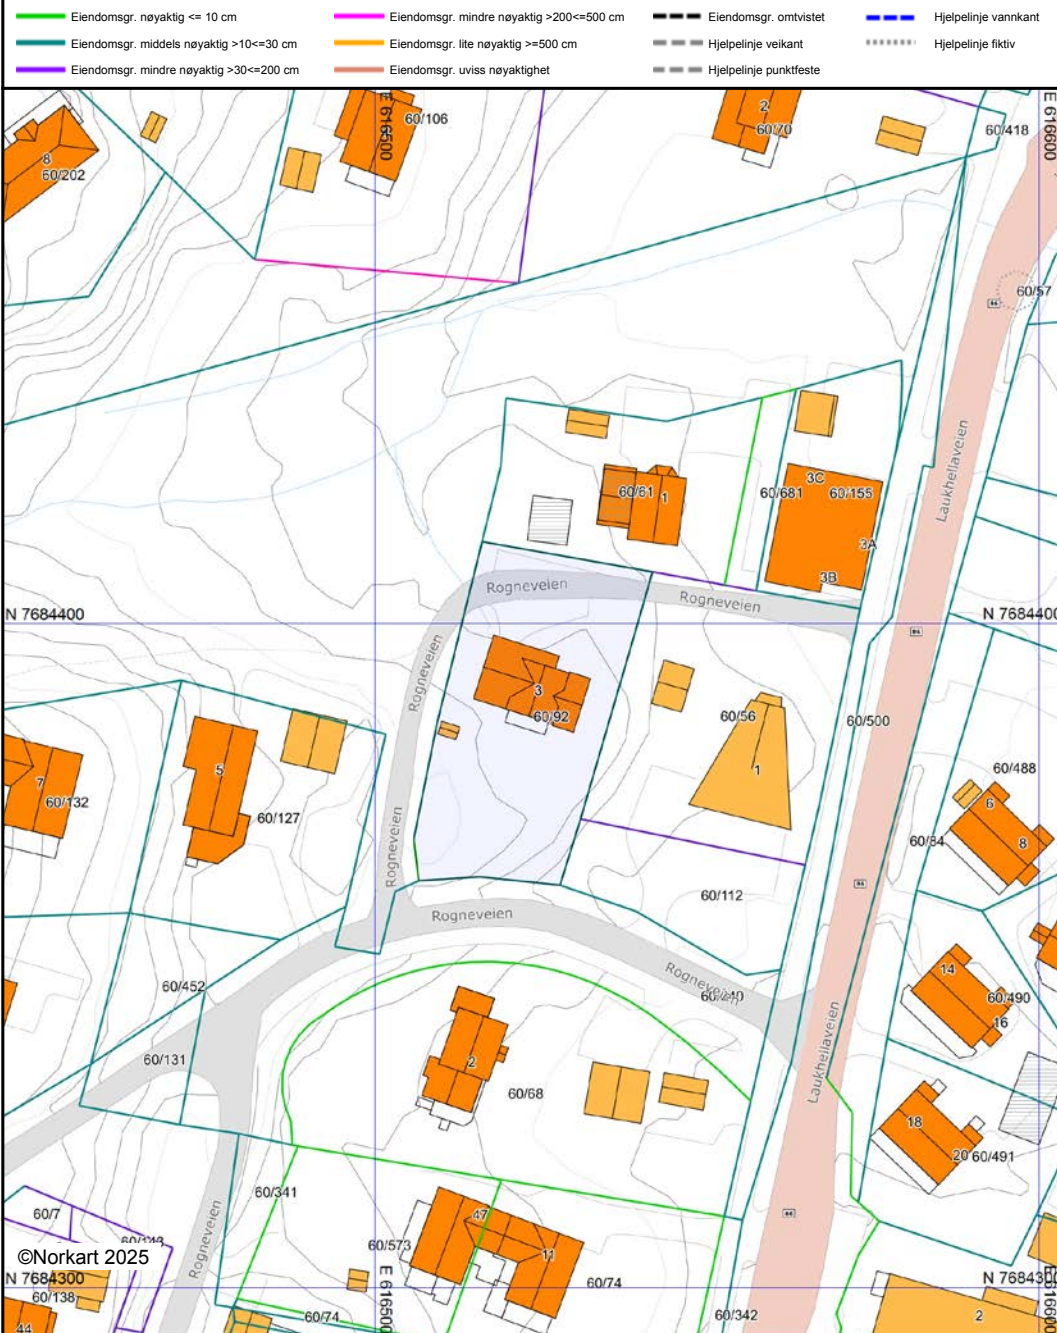 Eiendomsgr. nøyaktig <= 10 cm
Eiendomsgr. mindre nøyaktig >200<=500 cm
Eiendomsgr. omtvistet
Hjelpelinje vannkant
Eiendomsgr. middels nøyaktig >10<=30 cm
Eiendomsgr. lite nøyaktig >=500 cm
Hjelpelinje veikant
Hjelpelinje fiktiv
Eiendomsgr. mindre nøyaktig >30<=200 cm
Eiendomsgr. uviss nøyaktighet
Hjelpelinje punktfeste
E 616500
E 616600
60/106
2
60/70
60/418
8
60/202
60/57
86
Laukhellaveien
3C
60/61
1
60/681
60/155
3A
3B
Rogneveien
Rogneveien
N 7684400
N 7684400
86
Rogneveien
3
60/92
60/56
60/500
1
5
7
60/132
60/127
60/488
6
8
60/84
Rogneveien
86
60/112
Rogneveien
14
60/452
Rogneveien
60/490
16
60/131
Laukhellaveien
2
60/68
18
20
60/491
60/341
60/7
Rogneveien
47
86
60/143
60/573
11
©Norkart 2025
N 7684300
60/74
N 7684300
60/138
E 616500
E 616600
60/74
60/342
2
44